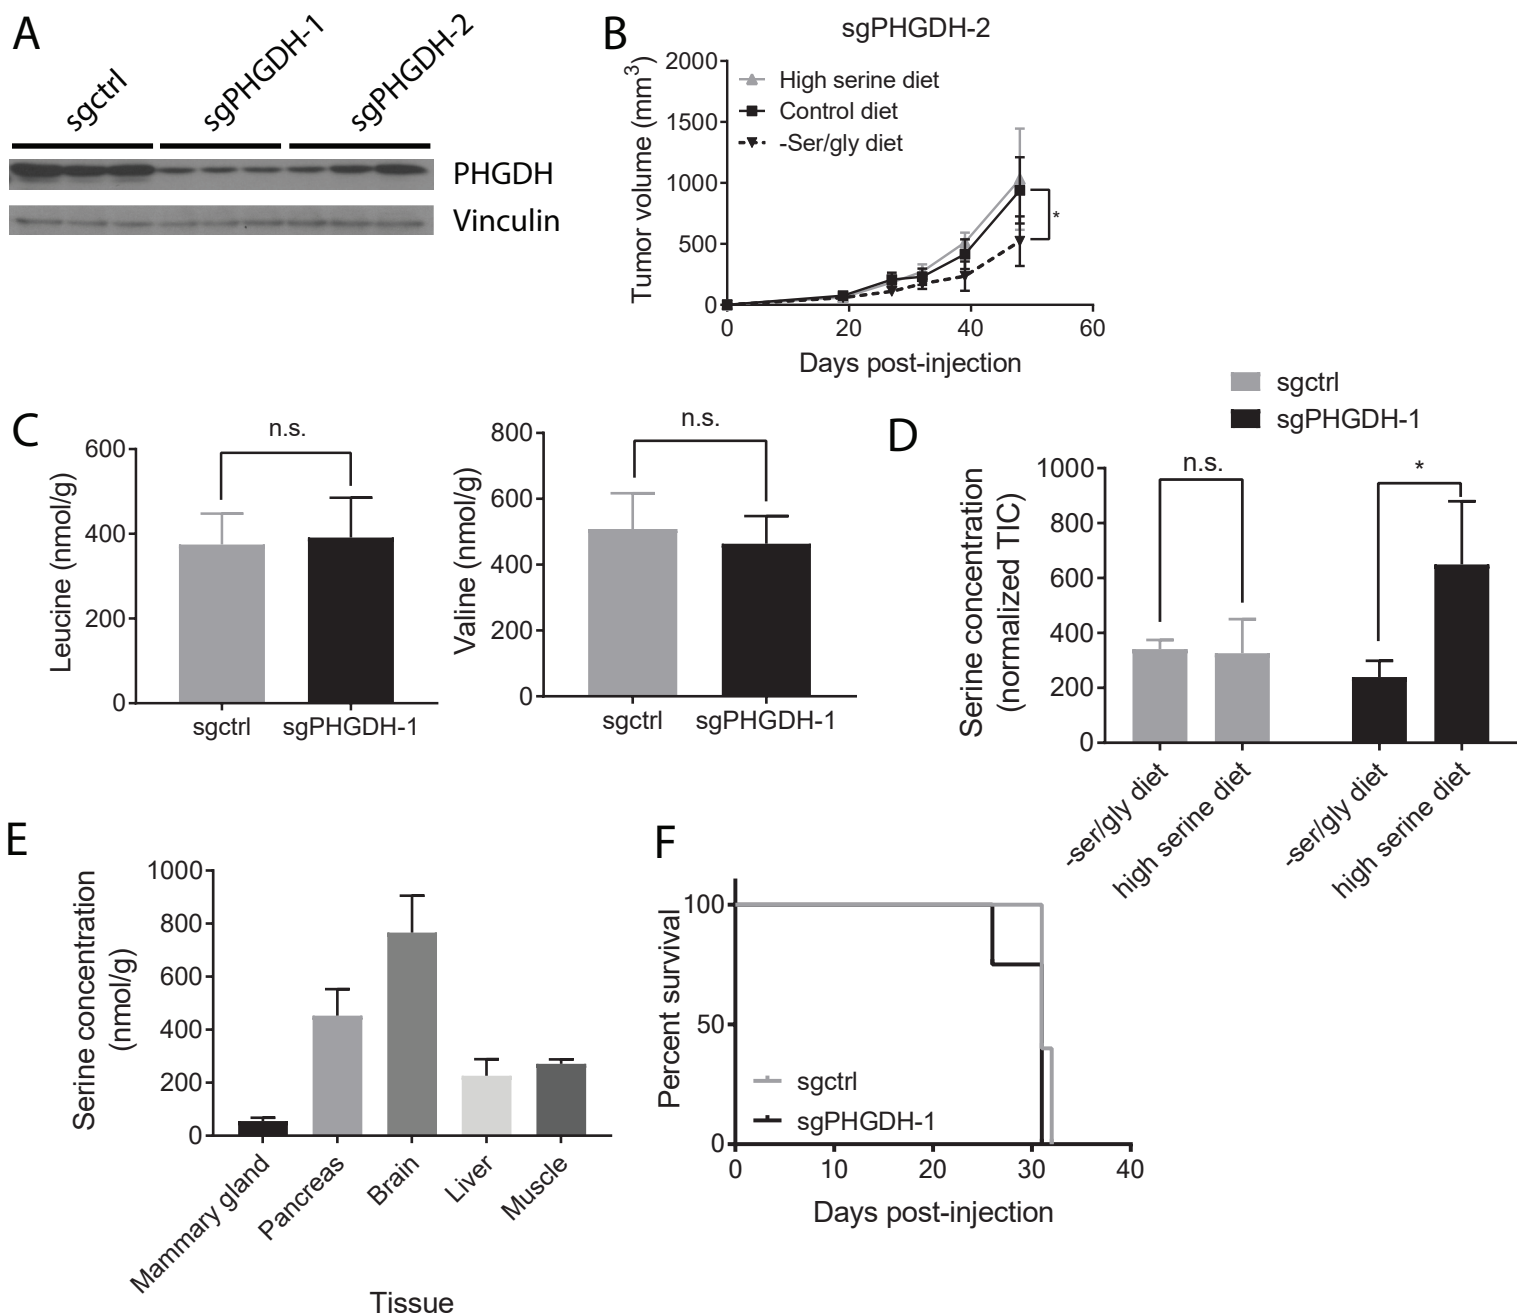 A
sgctrl
sgPHGDH-1
sgPHGDH-2
PHGDH
Vinculin
B
sgPHGDH-2
Tumor volume (mm3)
2000
1500
1000
500
0
High serine diet
Control diet
-Ser/gly diet
*
0 20 40 60
Days post-injection
C
Leucine (nmol/g)
600
400
200
0
n.s.
sgctrl sgPHGDH-1
Valine (nmol/g)
800
600
400
200
0
n.s.
sgctrl sgPHGDH-1
sgctrl
sgPHGDH-1
D
Serine concentration
(normalized TIC)
1000
800
600
400
200
0
n.s.
*
-ser/gly diet
high serine diet
-ser/gly diet
high serine diet
E
Serine concentration
(nmol/g)
1000
800
600
400
200
0
Mammary gland
Pancreas
Brain
Liver
Muscle
Tissue
F
Percent survival
100
50
0
sgctrl
sgPHGDH-1
0 10 20 30 40
Days post-injection